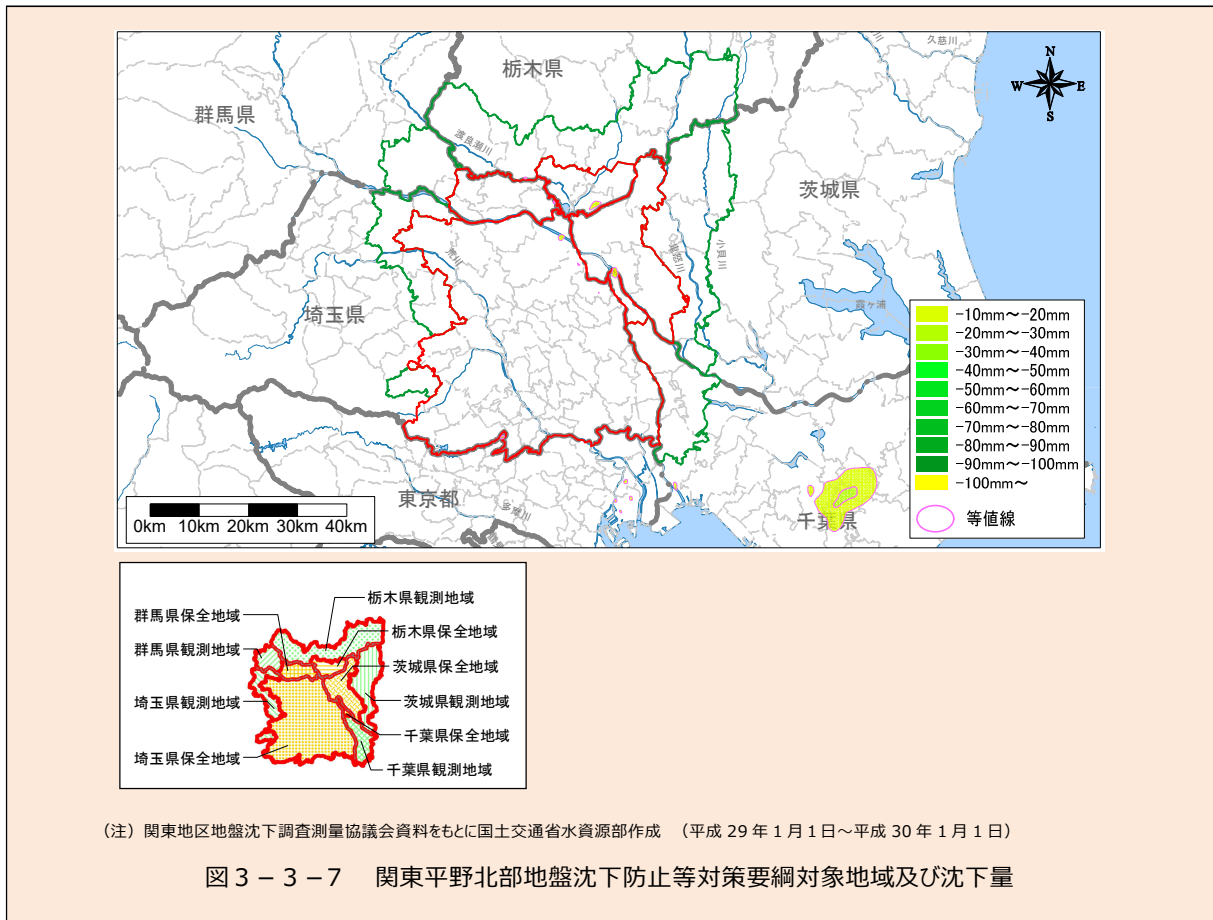 久慈川
栃木県
群馬県
渡良瀬川
茨城県
鬼怒川
小貝川
荒川
霞ヶ浦
埼玉県
東京都
多摩川
千葉県
N
W
E
S
-10mm～-20mm
-20mm～-30mm
-30mm～-40mm
-40mm～-50mm
-50mm～-60mm
-60mm～-70mm
-70mm～-80mm
-80mm～-90mm
-90mm～-100mm
-100mm～
等値線
0km 10km 20km 30km 40km
栃木県観測地域
群馬県保全地域
栃木県保全地域
群馬県観測地域
茨城県保全地域
埼玉県観測地域
茨城県観測地域
千葉県保全地域
埼玉県保全地域
千葉県観測地域
（注）関東地区地盤沈下調査測量協議会資料をもとに国土交通省水資源部作成 （平成 29 年 1 月 1 日～平成 30 年 1 月 1 日）
図３－３－７ 関東平野北部地盤沈下防止等対策要綱対象地域及び沈下量